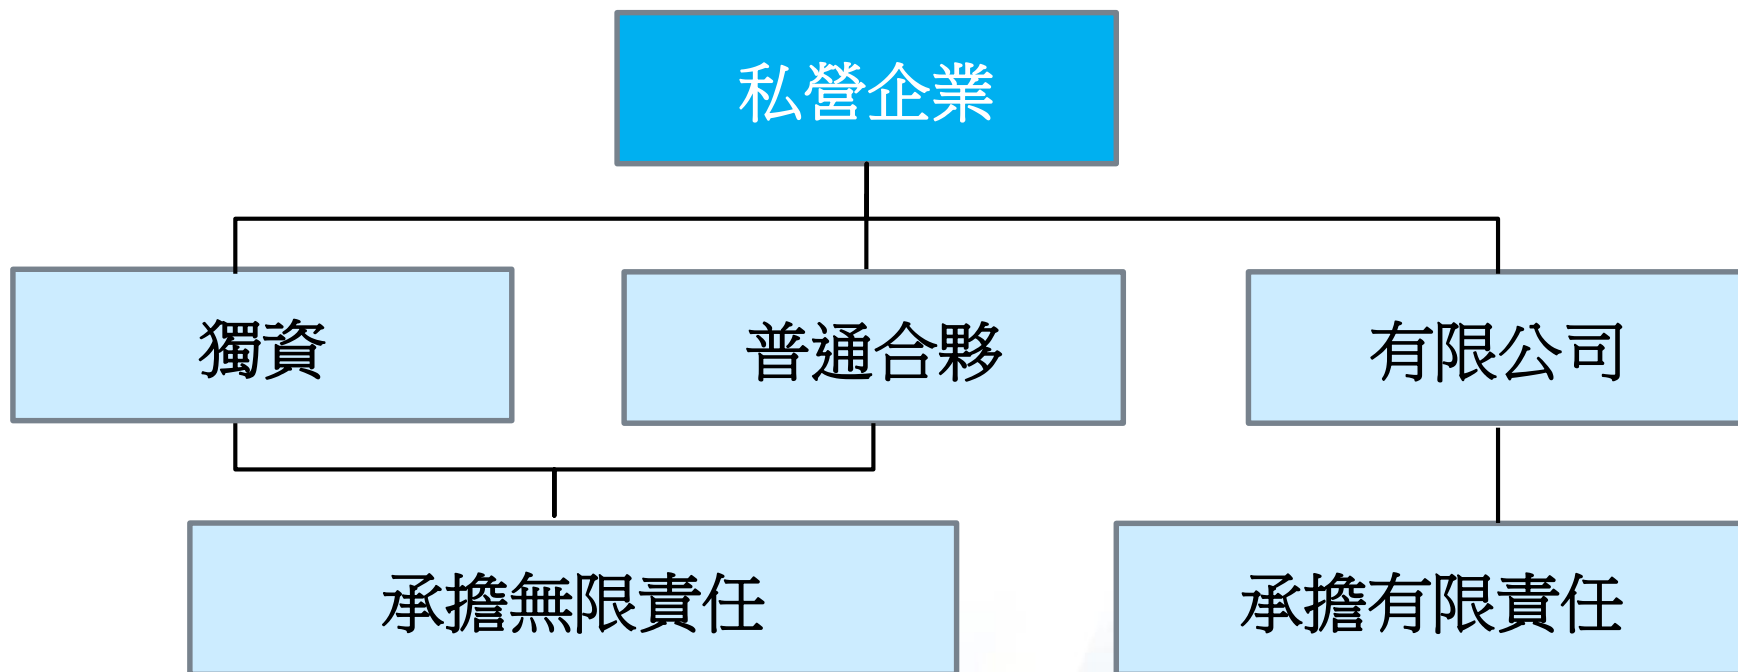 私營企業
獨資
普通合夥
有限公司
承擔無限責任
承擔有限責任